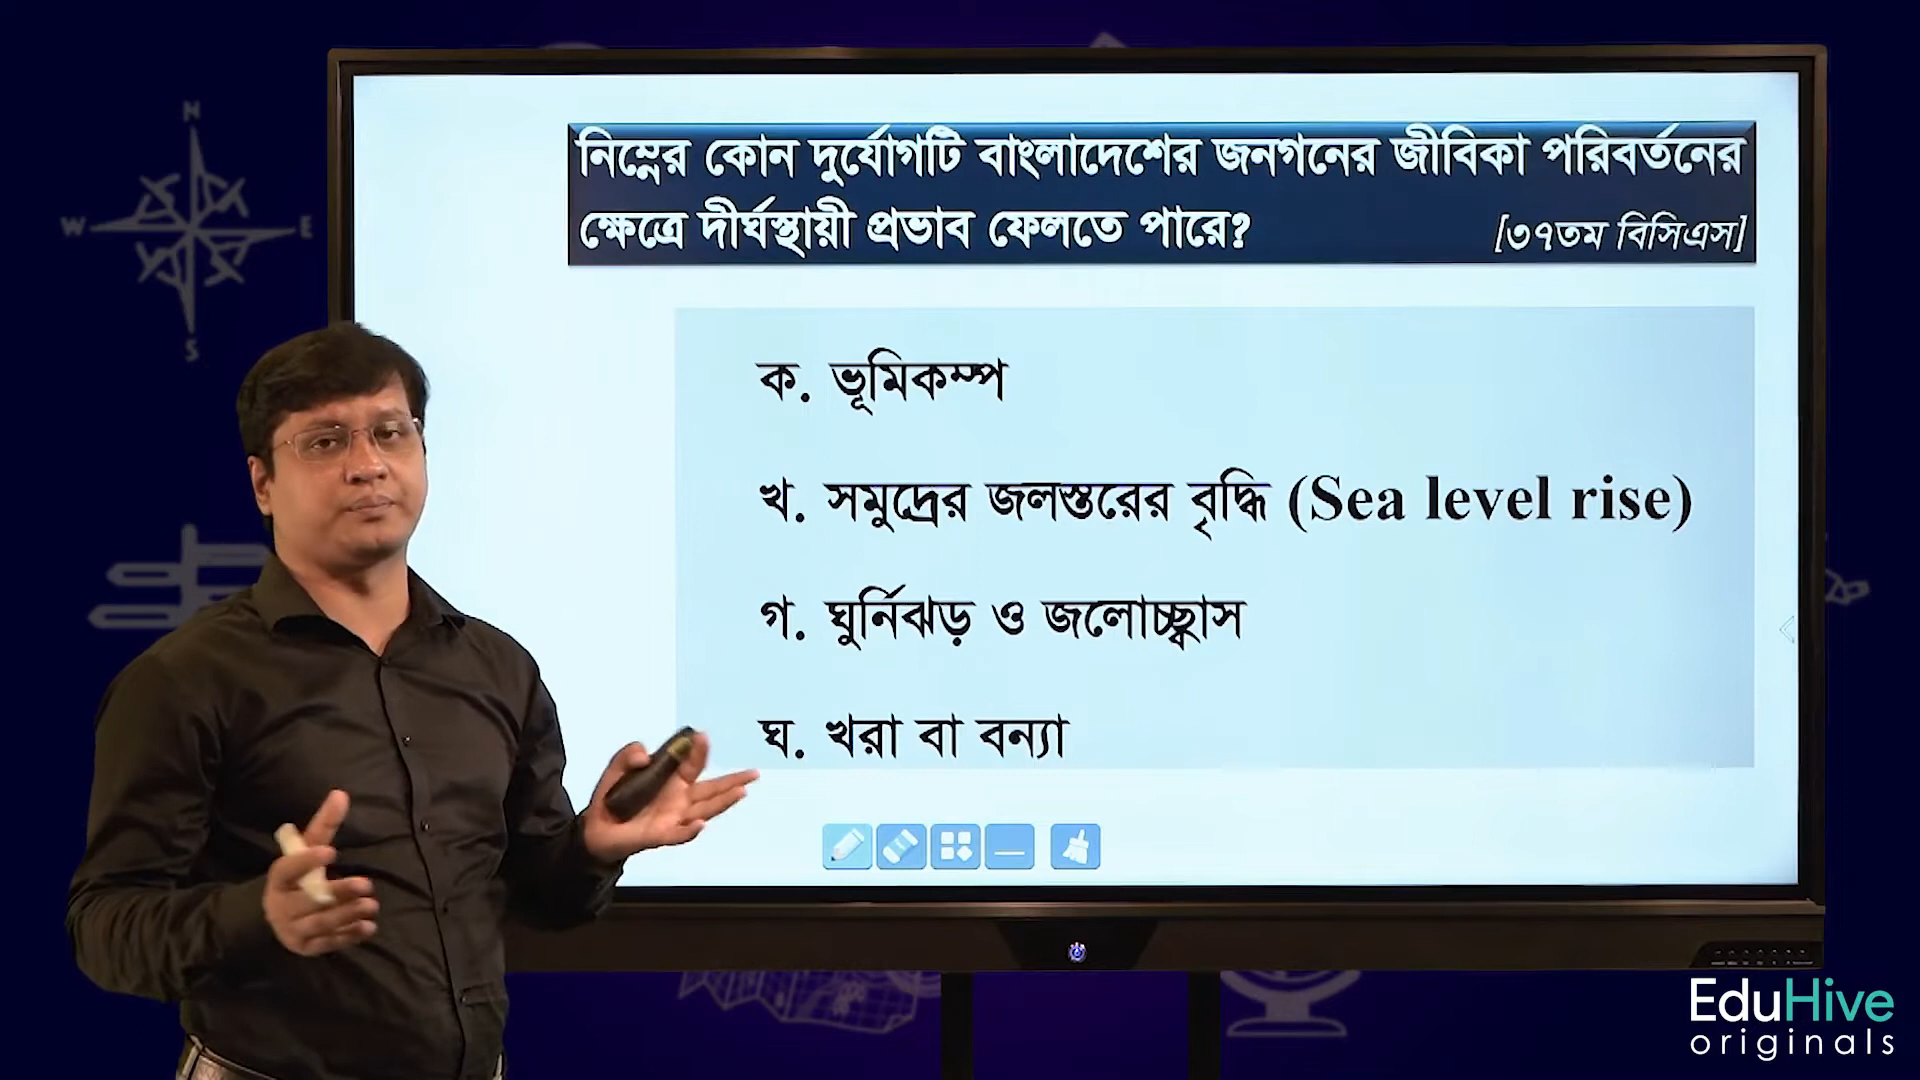 নিম্নের কোন দুর্যোগটি বাংলাদেশের জনগনের জীবিকা পরিবর্তনের
ক্ষেত্রে দীর্ঘস্থায়ী প্রভাব ফেলতে পারে? [৩৭তম বিসিএস]
ক. ভূমিকম্প
খ. সমুদ্রের জলস্তরের বৃদ্ধি (Sea level rise)
গ. ঘুর্নিঝড় ও জলোচ্ছ্বাস
ঘ. খরা বা বন্যা
N
W E
S
EduHive
originals